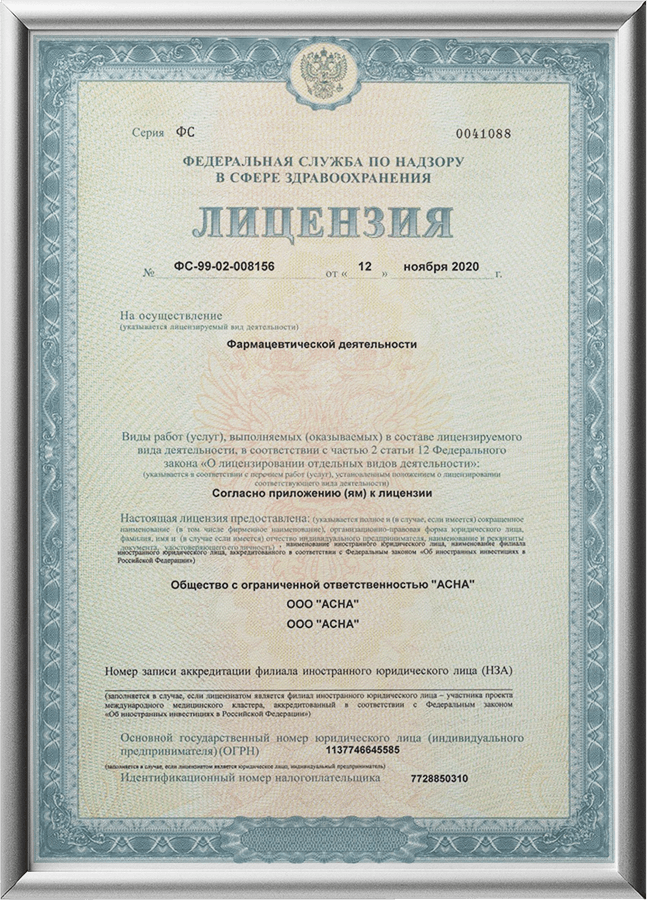 Серия ФС 0041088
ФЕДЕРАЛЬНАЯ СЛУЖБА ПО НАДЗОРУ
В СФЕРЕ ЗДРАВООХРАНЕНИЯ
ЛИЦЕНЗИЯ
№ ФС-99-02-008156 от « 12 » ноября 2020 г.
На осуществление
(указывается лицензируемый вид деятельности)
Фармацевтической деятельности
Виды работ (услуг), выполняемых (оказываемых) в составе лицензируемого
вида деятельности, в соответствии с частью 2 статьи 12 Федерального
закона «О лицензировании отдельных видов деятельности»:
(указывается в соответствии с перечнем работ (услуг), установленным положением о лицензировании
соответствующего вида деятельности)
Согласно приложению (ям) к лицензии
Настоящая лицензия предоставлена: (указывается полное и (в случае, если имеется) сокращенное
наименование (в том числе фирменное наименование), организационно-правовая форма юридического лица,
фамилия, имя и (в случае если имеется) отчество индивидуального предпринимателя, наименование и реквизиты
документа, удостоверяющего его личность) , наименование иностранного юридического лица, наименование филиала
иностранного юридического лица, аккредитованного в соответствии с Федеральным законом «Об иностранных инвестициях в
Российской Федерации»)
Общество с ограниченной ответственностью "АСНА"
ООО "АСНА"
ООО "АСНА"
Номер записи аккредитации филиала иностранного юридического лица (НЗА)
(заполняется в случае, если лицензиатом является филиал иностранного юридического лица – участника проекта
международного медицинского кластера, аккредитованный в соответствии с Федеральным законом
«Об иностранных инвестициях в Российской Федерации»)
Основной государственный номер юридического лица (индивидуального
предпринимателя) (ОГРН) 1137746645585
(заполняется в случае, если лицензиатом является юридическое лицо, индивидуальный предприниматель)
Идентификационный номер налогоплательщика 7728850310